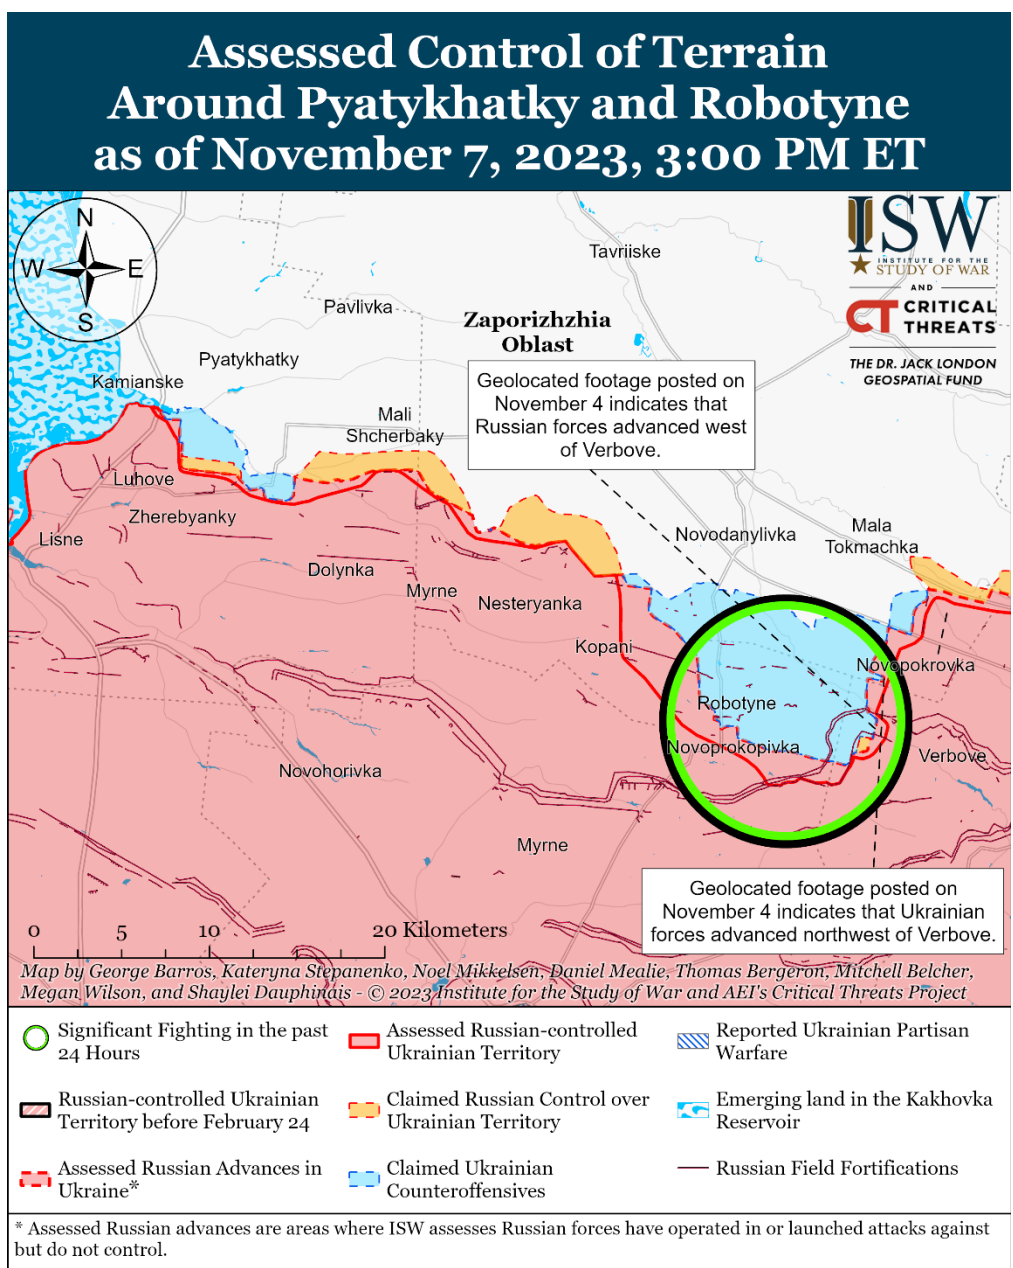 Assessed Control of Terrain
Around Pyatykhatky and Robotyne
as of November 7, 2023, 3:00 PM ET
N
W
E
S
ISW
INSTITUTE FOR THE
STUDY OF WAR
AND
CT CRITICAL
THREATS
THE DR. JACK LONDON
GEOSPATIAL FUND
Tavriiske
Pavlivka
Zaporizhzhia
Oblast
Pyatykhatky
Kamianske
Geolocated footage posted on
November 4 indicates that
Russian forces advanced west
of Verbove.
Mali
Shcherbaky
Luhove
Zherebyanky
Lisne
Novodanylivka
Mala
Tokmachka
Dolynka
Myrne
Nesteryanka
Kopani
Novopokrovka
Robotyne
Novoprokopivka
Verbove
Novohorivka
Myrne
Geolocated footage posted on
November 4 indicates that Ukrainian
forces advanced northwest of Verbove.
0 5 10 20 Kilometers
Map by George Barros, Kateryna Stepanenko, Noel Mikkelsen, Daniel Mealie, Thomas Bergeron, Mitchell Belcher,
Megan Wilson, and Shaylei Dauphinais - © 2023 Institute for the Study of War and AEI's Critical Threats Project
Significant Fighting in the past
24 Hours
Assessed Russian-controlled
Ukrainian Territory
Reported Ukrainian Partisan
Warfare
Russian-controlled Ukrainian
Territory before February 24
Claimed Russian Control over
Ukrainian Territory
Emerging land in the Kakhovka
Reservoir
Assessed Russian Advances in
Ukraine*
Claimed Ukrainian
Counteroffensives
Russian Field Fortifications
* Assessed Russian advances are areas where ISW assesses Russian forces have operated in or launched attacks against
but do not control.